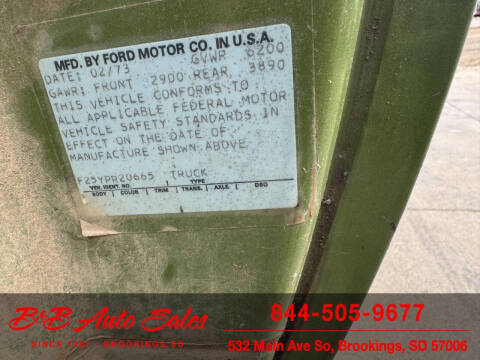 MFD. BY FORD MOTOR CO. IN U.S.A.
DATE: 02/73 GVWR 6200
GAWR: FRONT 2900 REAR 3890
THIS VEHICLE CONFORMS TO
ALL APPLICABLE FEDERAL MOTOR
VEHICLE SAFETY STANDARDS IN
EFFECT ON THE DATE OF
MANUFACTURE SHOWN ABOVE
F25YPR20665 TRUCK
VEH. IDENT. NO. TYPE
BODY COLOR TRIM TRANS. AXLE DSO
B&B Auto Sales
BROOKINGS, SD
844-505-9677
532 Main Ave So, Brookings, SD 57006